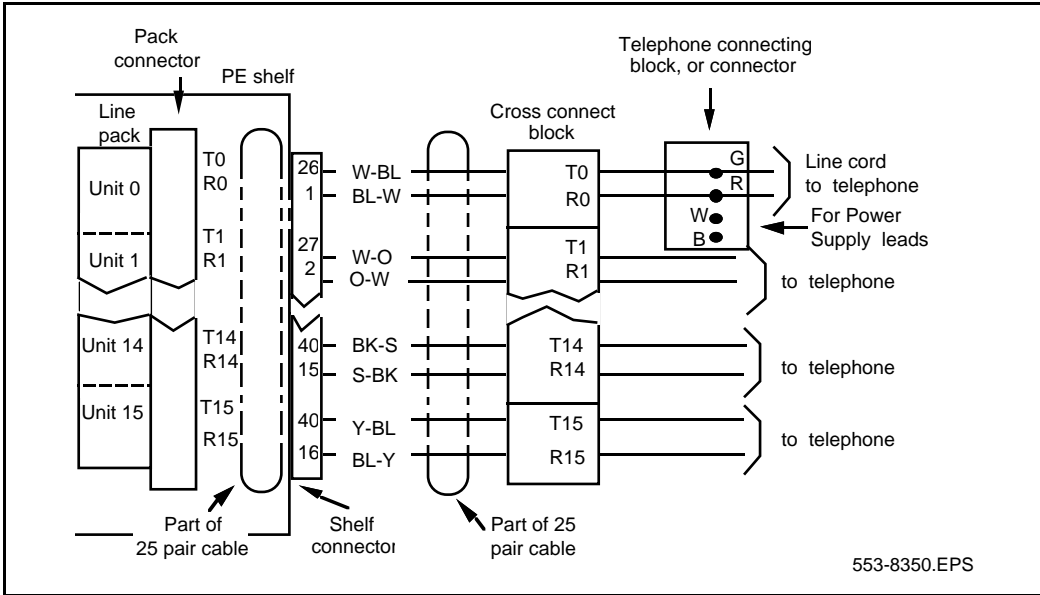 Pack
connector
PE shelf
Telephone connecting
block, or connector
Line
pack
Cross connect
block
Unit 0
T0
R0
26
1
W-BL
BL-W
T0
R0
G
R
W
B
Line cord
to telephone
For Power
Supply leads
Unit 1
T1
R1
27
2
W-O
O-W
T1
R1
to telephone
Unit 14
T14
R14
40
15
BK-S
S-BK
T14
R14
to telephone
Unit 15
T15
R15
40
16
Y-BL
BL-Y
T15
R15
to telephone
Part of
25 pair cable
Shelf
connector
Part of 25
pair cable
553-8350.EPS